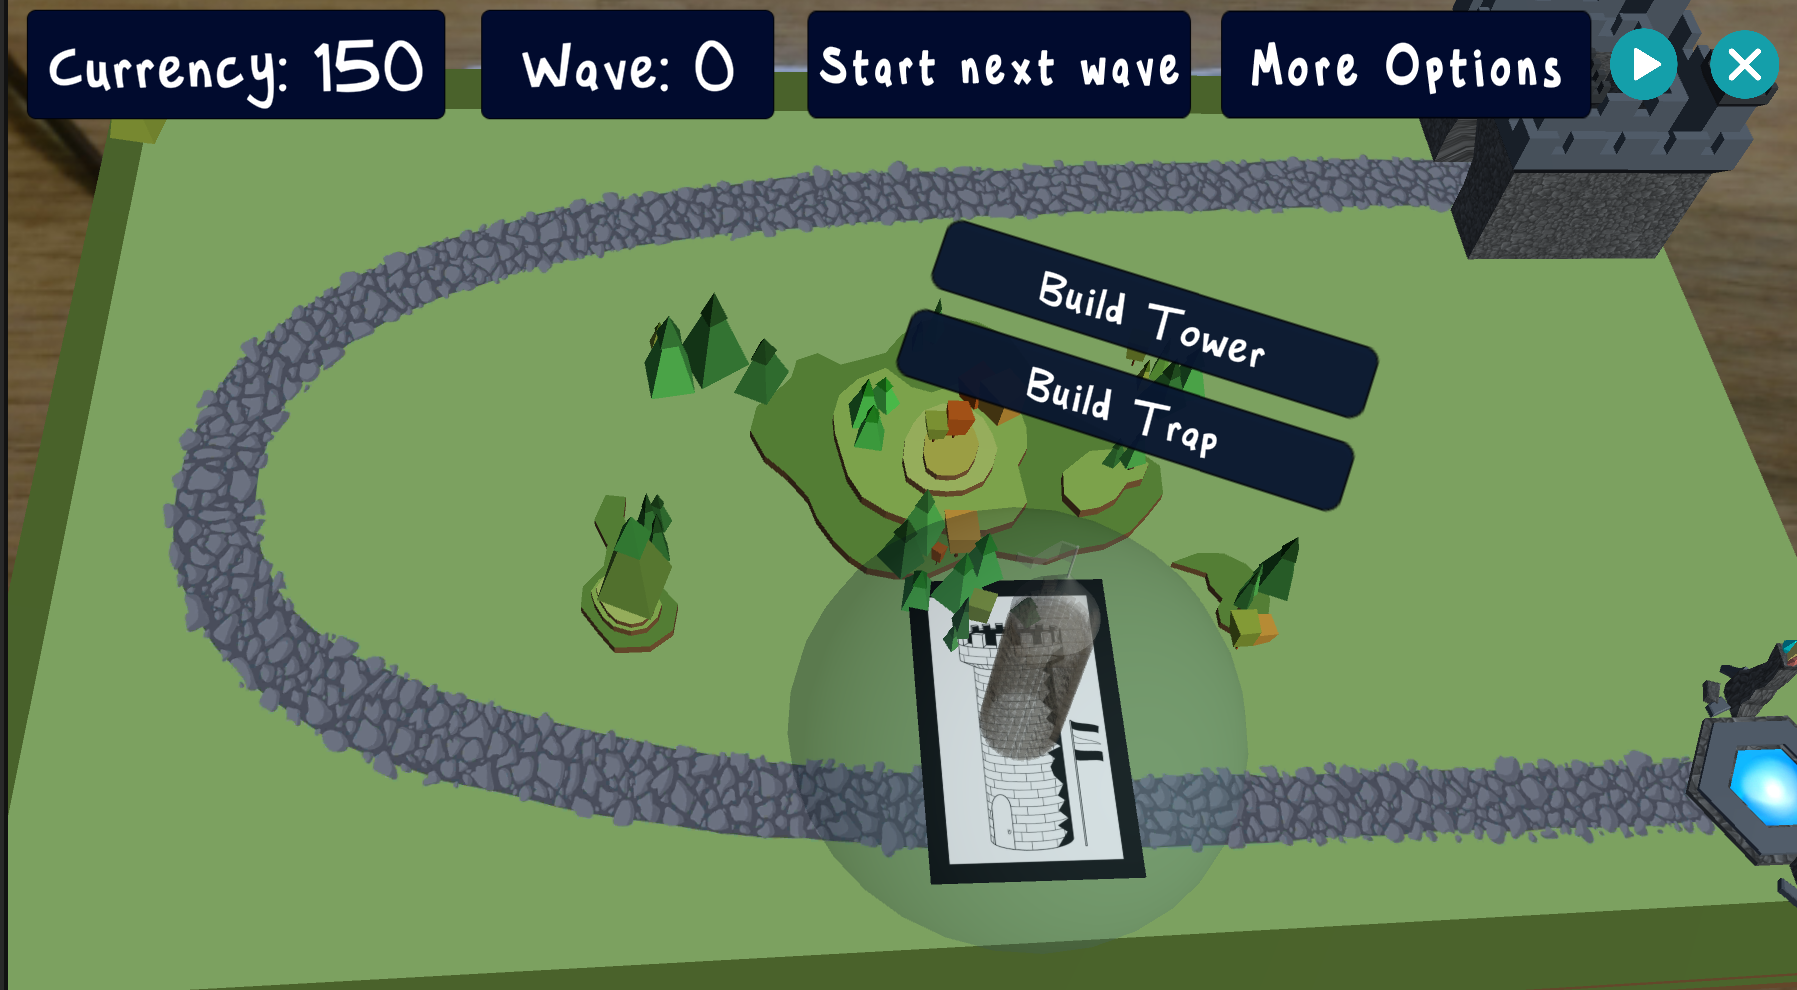 Currency: 150
Wave: 0
Start next wave
More Options
Build Tower
Build Trap